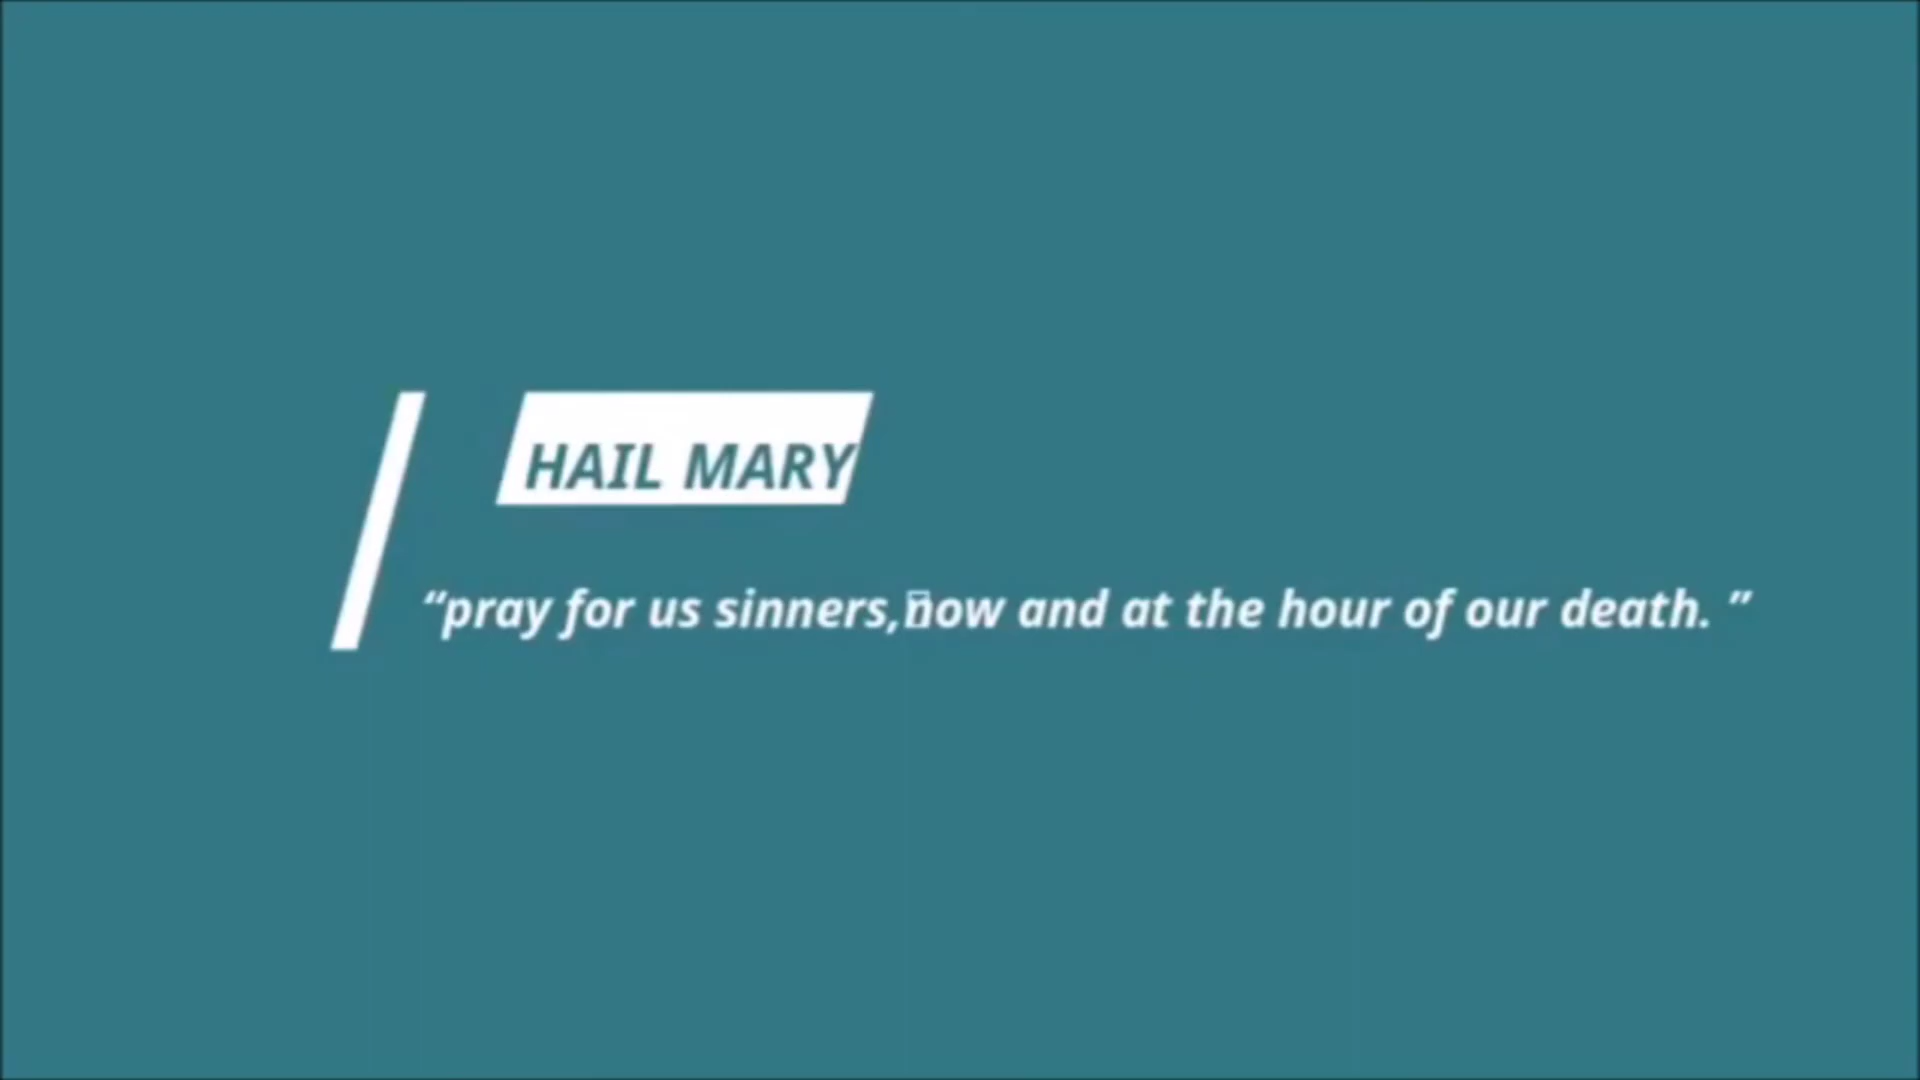 HAIL MARY
“pray for us sinners,now and at the hour of our death. ”